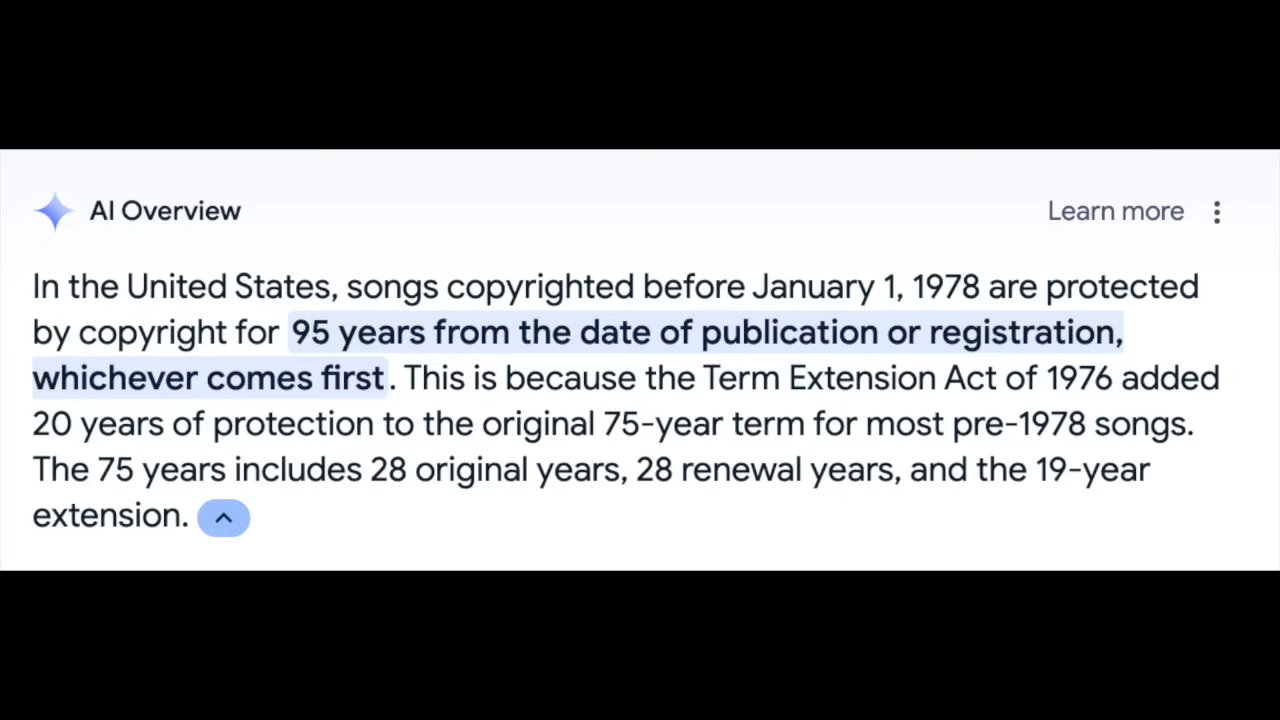 AI Overview
Learn more
In the United States, songs copyrighted before January 1, 1978 are protected
by copyright for 95 years from the date of publication or registration,
whichever comes first. This is because the Term Extension Act of 1976 added
20 years of protection to the original 75-year term for most pre-1978 songs.
The 75 years includes 28 original years, 28 renewal years, and the 19-year
extension.